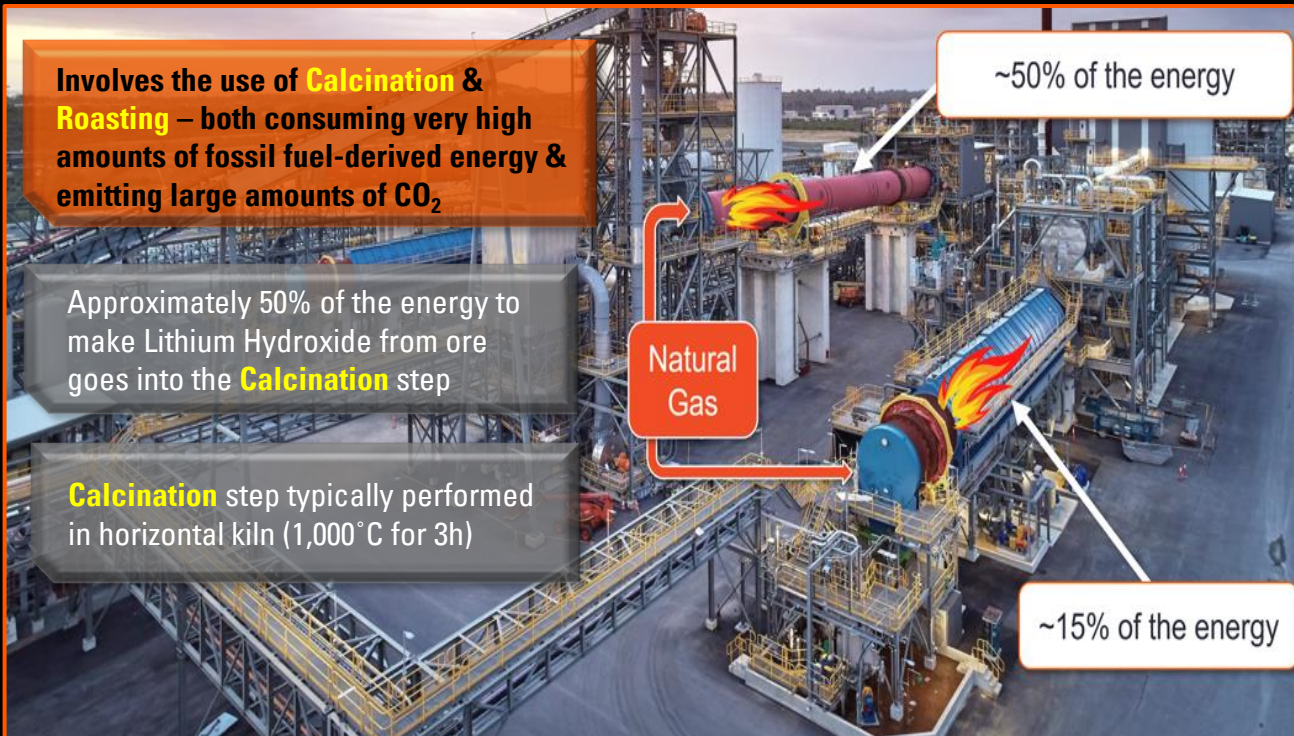 Involves the use of Calcination &
Roasting – both consuming very high
amounts of fossil fuel-derived energy &
emitting large amounts of CO₂
~50% of the energy
Approximately 50% of the energy to
make Lithium Hydroxide from ore
goes into the Calcination step
Natural
Gas
Calcination step typically performed
in horizontal kiln (1,000˚C for 3h)
~15% of the energy